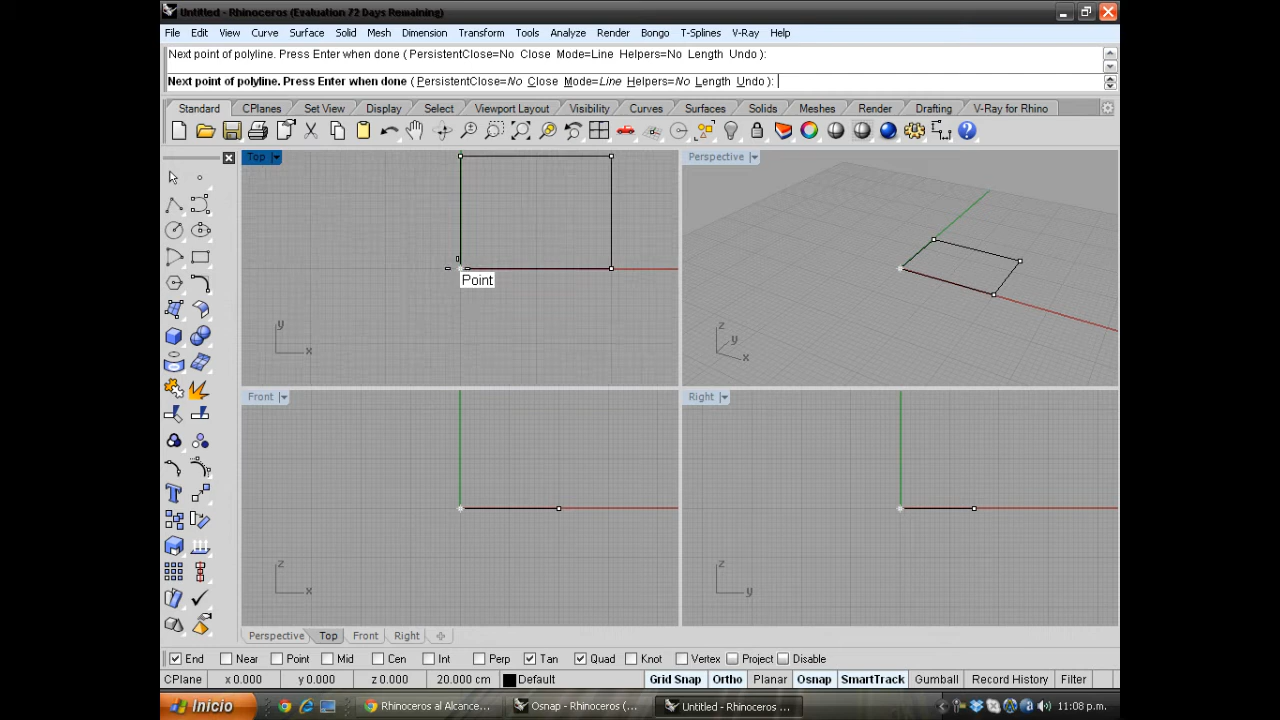 Untitled - Rhinoceros (Evaluation 72 Days Remaining)
File Edit View Curve Surface Solid Mesh Dimension Transform Tools Analyze Render Bongo T-Splines V-Ray Help
Next point of polyline. Press Enter when done ( PersistentClose=No Close Mode=Line Helpers=No Length Undo ):
Next point of polyline. Press Enter when done ( PersistentClose=No Close Mode=Line Helpers=No Length Undo ):
Standard CPlanes Set View Display Select Viewport Layout Visibility Curves Surfaces Solids Meshes Render Drafting V-Ray for Rhino
Top Perspective
Point
y z
x y
x
Front Right
z z
x y
Perspective Top Front Right
End Near Point Mid Cen Int Perp Tan Quad Knot Vertex Project Disable
CPlane x 0.000 y 0.000 z 0.000 20.000 cm Default Grid Snap Ortho Planar Osnap SmartTrack Gumball Record History Filter
Inicio Rhinoceros al Alcance... Osnap - Rhinoceros (... Untitled - Rhinoceros ... 11:08 p.m.